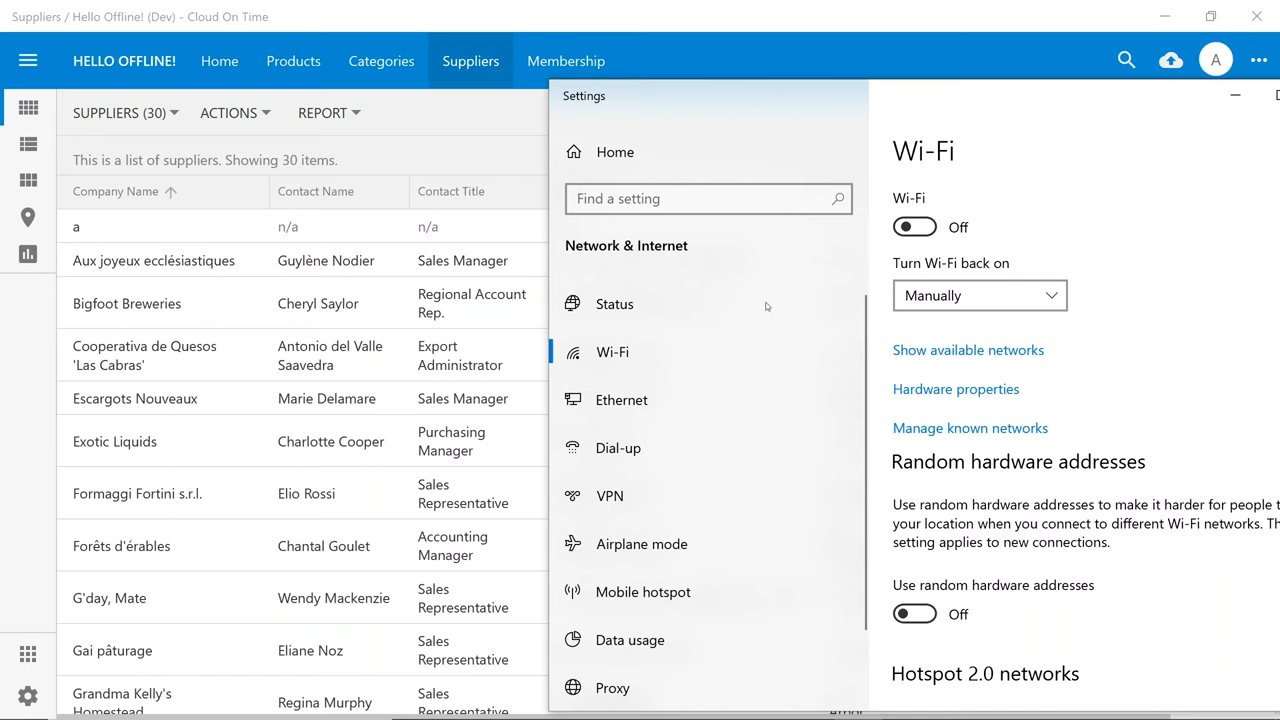 Suppliers / Hello Offline! (Dev) - Cloud On Time
HELLO OFFLINE! Home Products Categories Suppliers Membership A
SUPPLIERS (30) ACTIONS REPORT
This is a list of suppliers. Showing 30 items.
Company Name Contact Name Contact Title
a n/a n/a
Aux joyeux ecclésiastiques Guylène Nodier Sales Manager
Bigfoot Breweries Cheryl Saylor Regional Account
Rep.
Cooperativa de Quesos Antonio del Valle Export
'Las Cabras' Saavedra Administrator
Escargots Nouveaux Marie Delamare Sales Manager
Exotic Liquids Charlotte Cooper Purchasing
Manager
Formaggi Fortini s.r.l. Elio Rossi Sales
Representative
Forêts d'érables Chantal Goulet Accounting
Manager
G'day, Mate Wendy Mackenzie Sales
Representative
Gai pâturage Eliane Noz Sales
Representative
Grandma Kelly's Regina Murphy Sales
Homestead Representative
Settings
Home
Find a setting
Network & Internet
Status
Wi-Fi
Ethernet
Dial-up
VPN
Airplane mode
Mobile hotspot
Data usage
Proxy
Wi-Fi
Wi-Fi
Off
Turn Wi-Fi back on
Manually
Show available networks
Hardware properties
Manage known networks
Random hardware addresses
Use random hardware addresses to make it harder for people t
your location when you connect to different Wi-Fi networks. Th
setting applies to new connections.
Use random hardware addresses
Off
Hotspot 2.0 networks